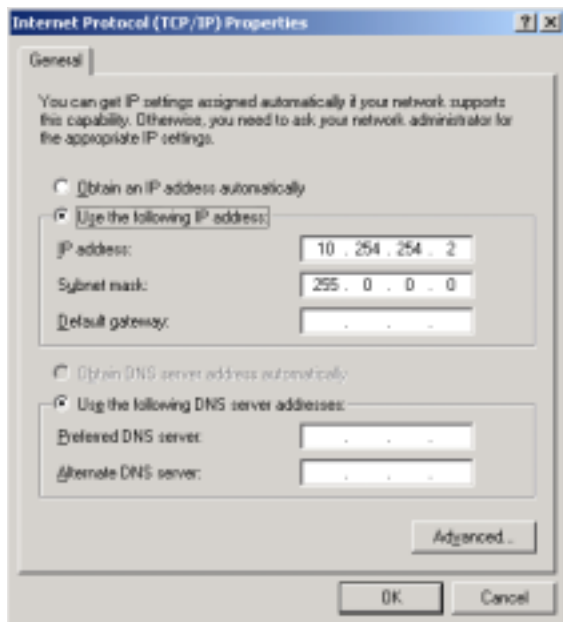 Internet Protocol (TCP/IP) Properties
General
You can get IP settings assigned automatically if your network supports
this capability. Otherwise, you need to ask your network administrator for
the appropriate IP settings.
Obtain an IP address automatically
Use the following IP address:
IP address: 10 . 254 . 254 . 2
Subnet mask: 255 . 0 . 0 . 0
Default gateway: . . .
Obtain DNS server address automatically
Use the following DNS server addresses:
Preferred DNS server: . . .
Alternate DNS server: . . .
Advanced...
OK Cancel